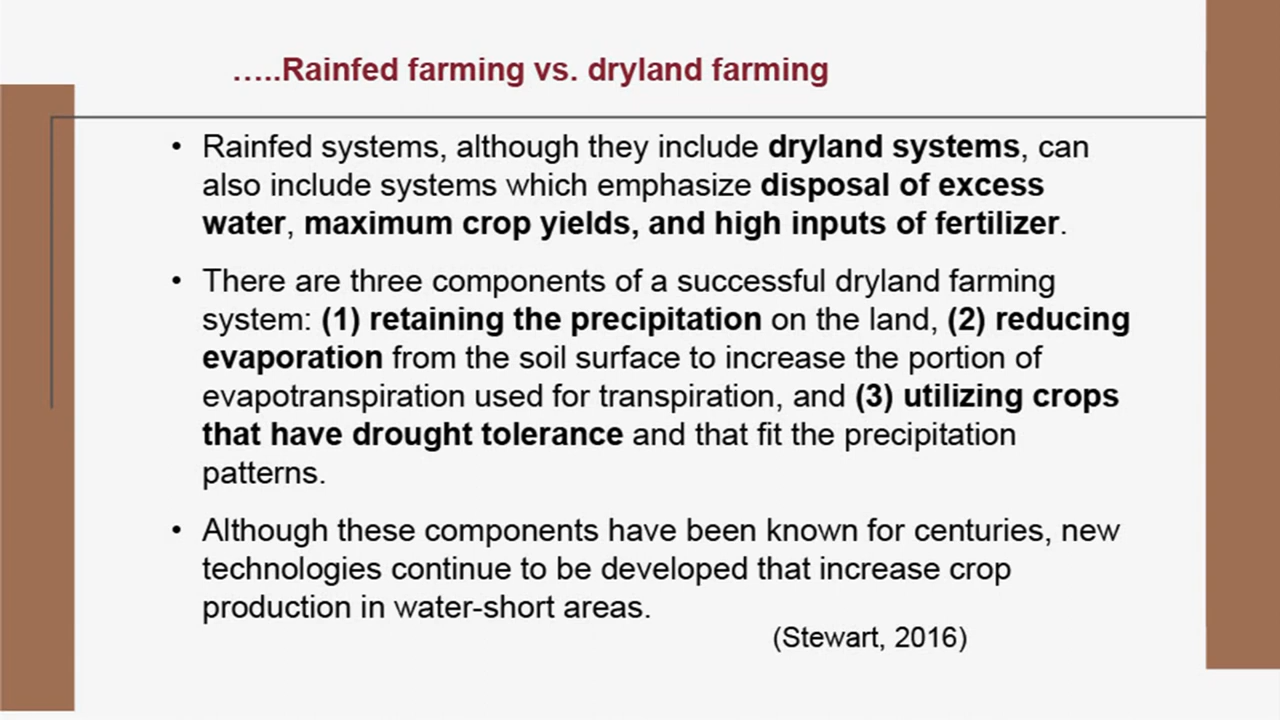 …..Rainfed farming vs. dryland farming
• Rainfed systems, although they include dryland systems, can
also include systems which emphasize disposal of excess
water, maximum crop yields, and high inputs of fertilizer.
• There are three components of a successful dryland farming
system: (1) retaining the precipitation on the land, (2) reducing
evaporation from the soil surface to increase the portion of
evapotranspiration used for transpiration, and (3) utilizing crops
that have drought tolerance and that fit the precipitation
patterns.
• Although these components have been known for centuries, new
technologies continue to be developed that increase crop
production in water-short areas.
(Stewart, 2016)